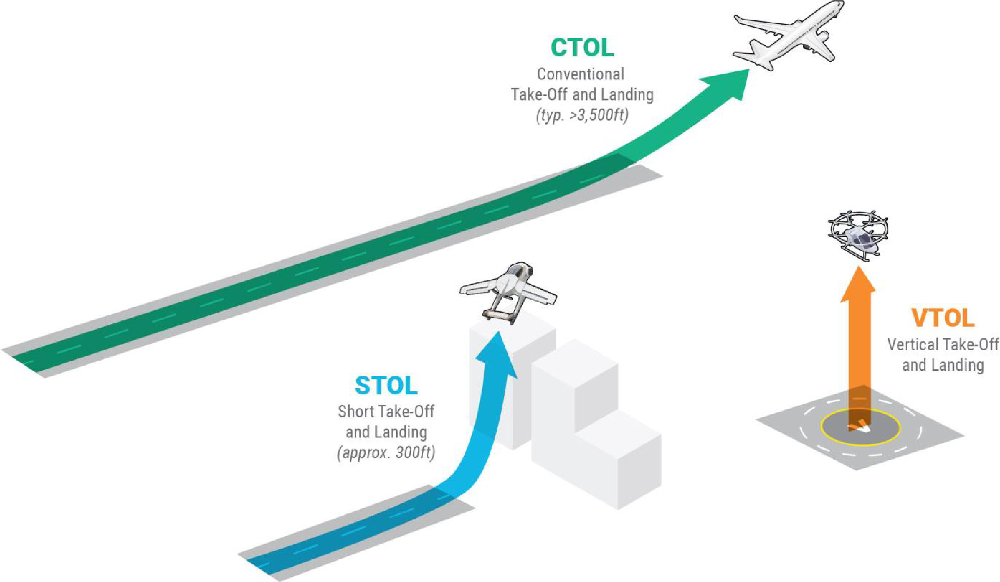 CTOL
Conventional
Take-Off and Landing
(typ. >3,500ft)
STOL
Short Take-Off
and Landing
(approx. 300ft)
VTOL
Vertical Take-Off
and Landing